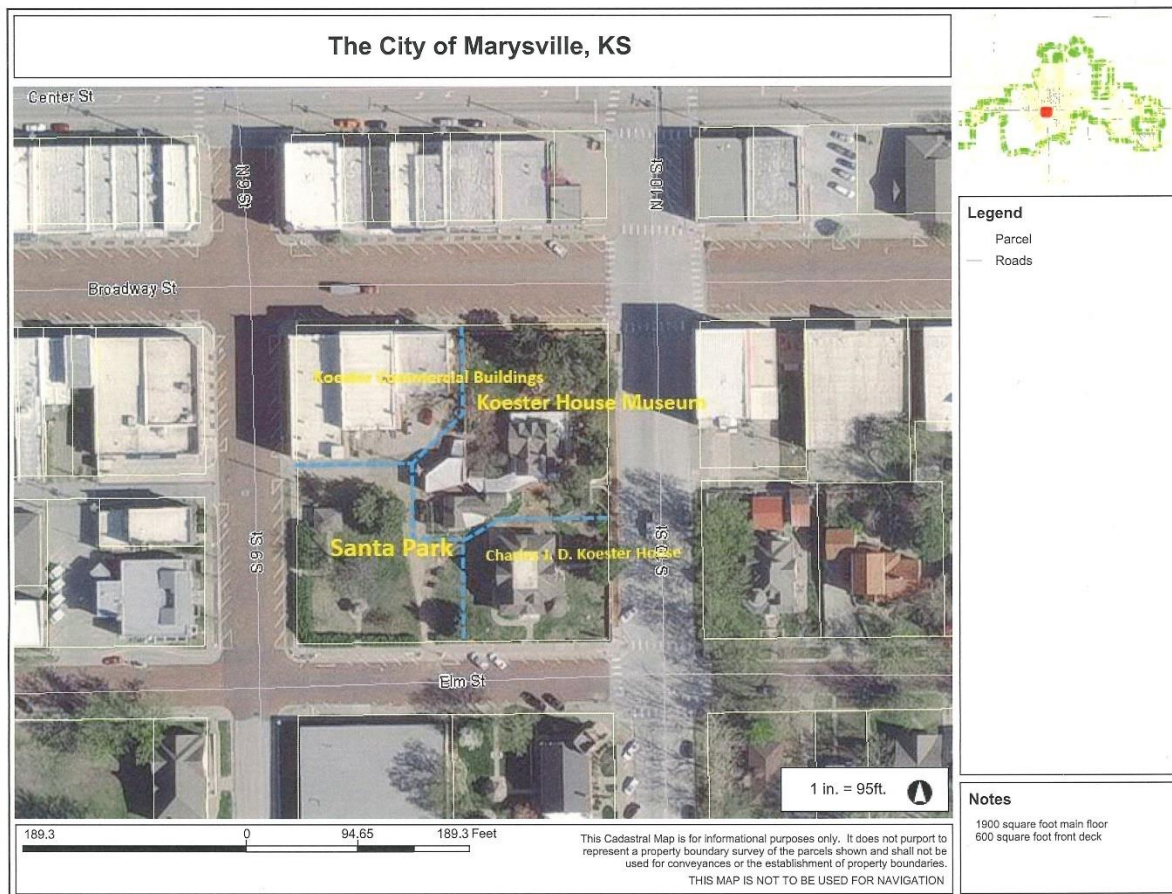 The City of Marysville, KS
Center St
N 9 St
N 10 St
Broadway St
Koester Commercial Buildings
Koester House Museum
Santa Park
Charles J. D. Koester House
S 9 St
S 10 St
Elm St
1 in. = 95ft.
Legend
Parcel
Roads
Notes
1900 square foot main floor
600 square foot front deck
189.3
0
94.65
189.3 Feet
This Cadastral Map is for informational purposes only. It does not purport to
represent a property boundary survey of the parcels shown and shall not be
used for conveyances or the establishment of property boundaries.
THIS MAP IS NOT TO BE USED FOR NAVIGATION